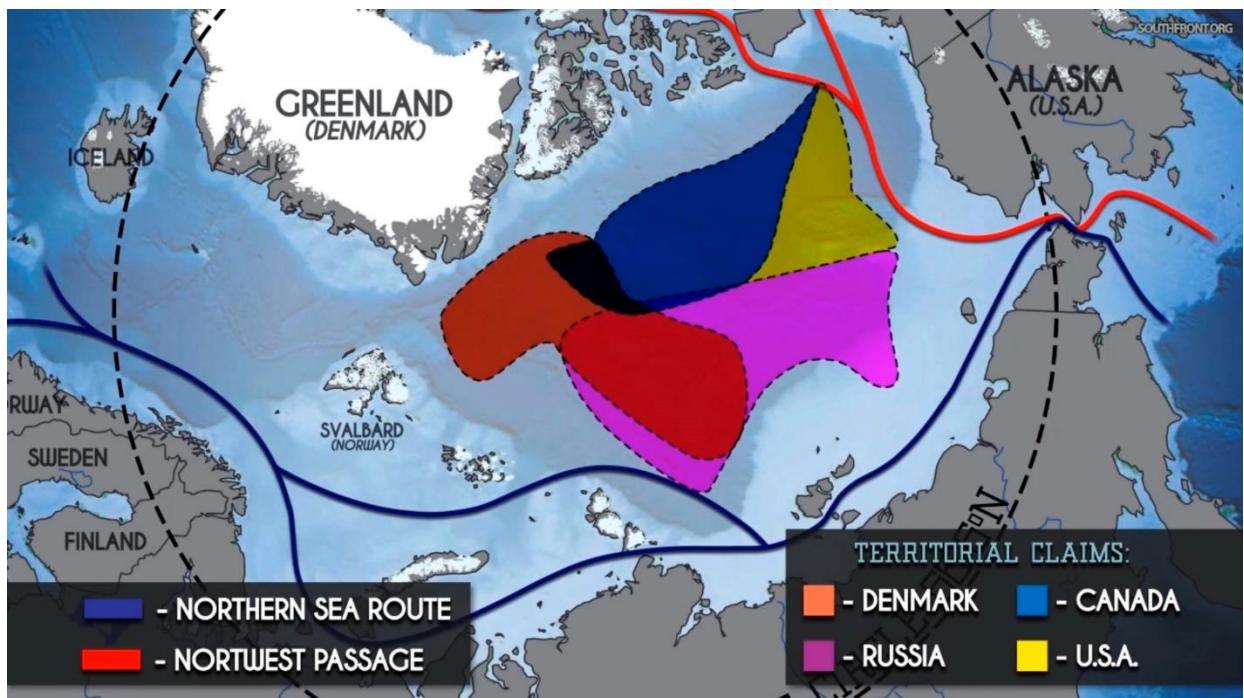 SOUTHFRONT.ORG
GREENLAND
(DENMARK)
ALASKA
(U.S.A.)
ICELAND
SVALBARD
(NORWAY)
RWAY
SWEDEN
FINLAND
- NORTHERN SEA ROUTE
- NORTWEST PASSAGE
TERRITORIAL CLAIMS:
- DENMARK
- CANADA
- RUSSIA
- U.S.A.